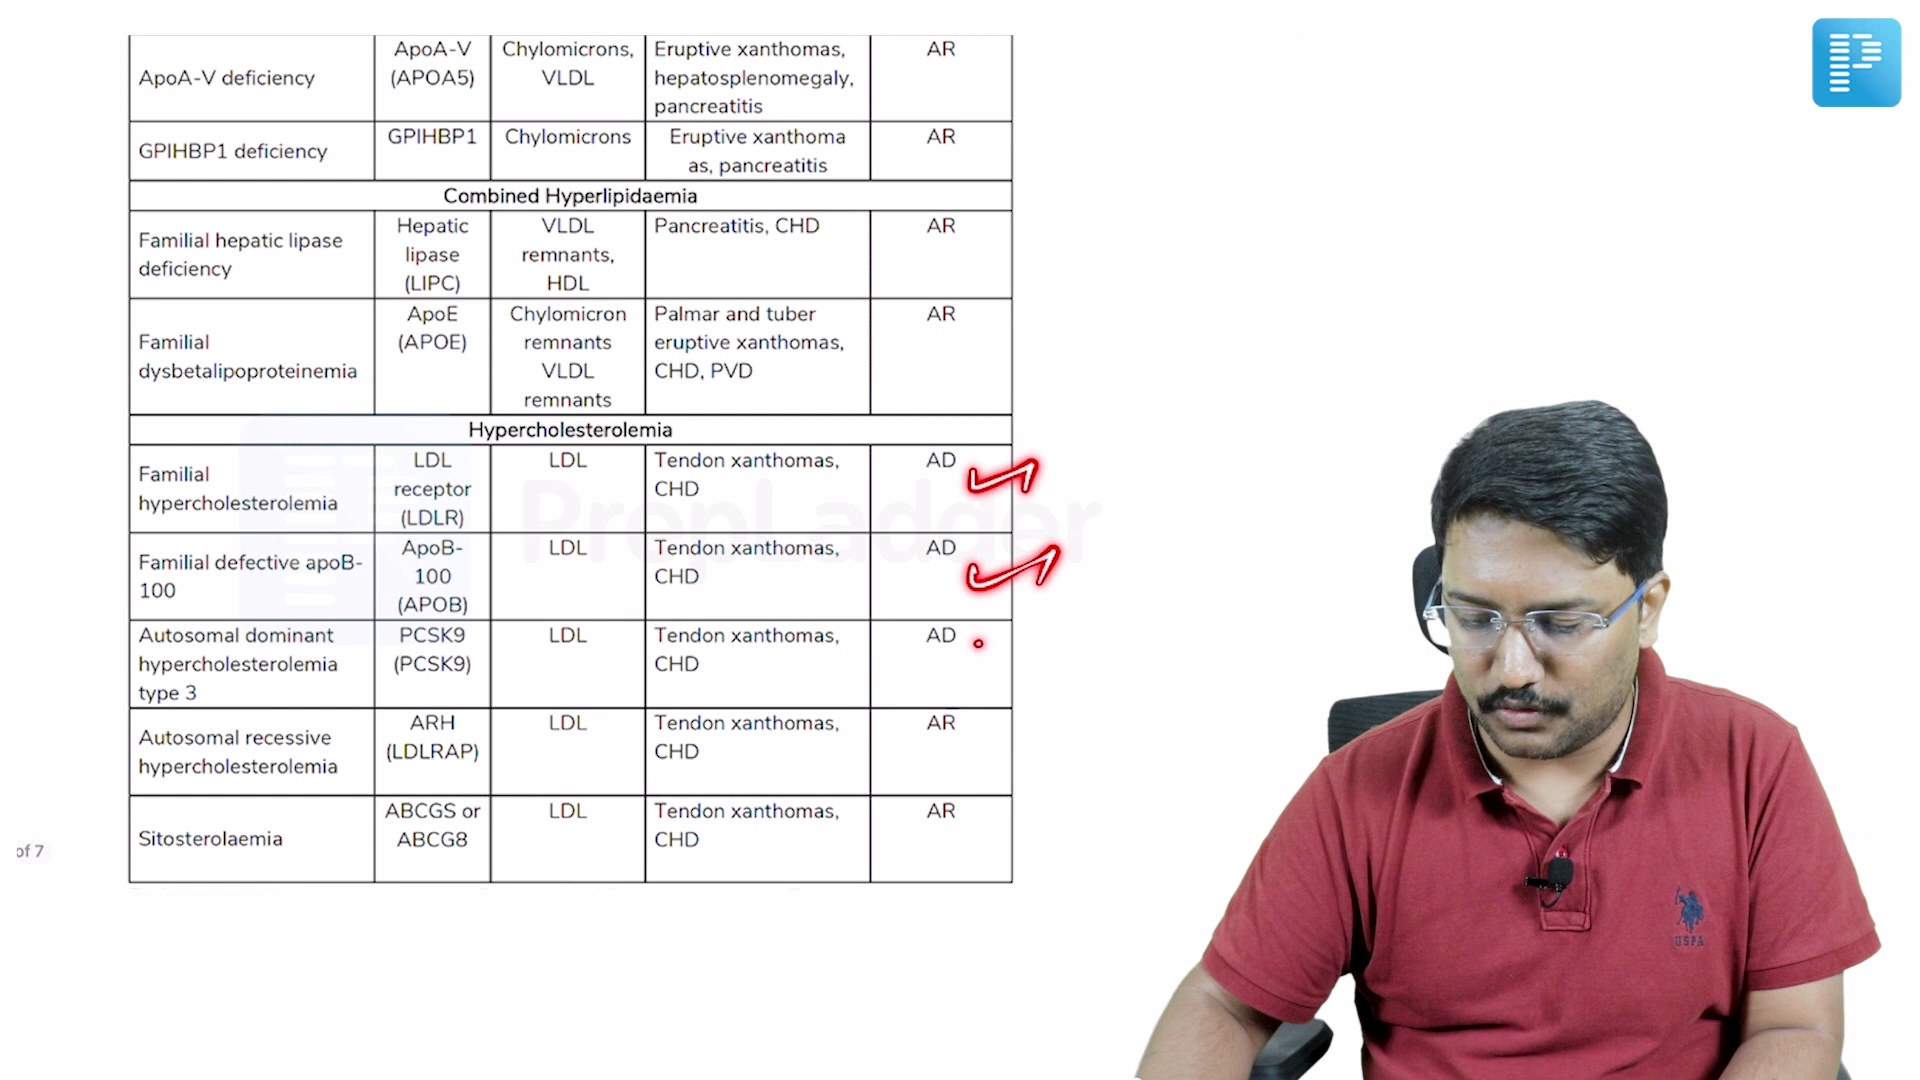 ApoA-V deficiency
ApoA-V
(APOA5)
Chylomicrons,
VLDL
Eruptive xanthomas,
hepatosplenomegaly,
pancreatitis
AR
GPIHBP1 deficiency
GPIHBP1
Chylomicrons
Eruptive xanthoma
as, pancreatitis
AR
Combined Hyperlipidaemia
Familial hepatic lipase
deficiency
Hepatic
lipase
(LIPC)
VLDL
remnants,
HDL
Pancreatitis, CHD
AR
Familial
dysbetalipoproteinemia
ApoE
(APOE)
Chylomicron
remnants
VLDL
remnants
Palmar and tuber
eruptive xanthomas,
CHD, PVD
AR
Hypercholesterolemia
Familial
hypercholesterolemia
LDL
receptor
(LDLR)
LDL
Tendon xanthomas,
CHD
AD
Familial defective apoB-
100
ApoB-
100
(APOB)
LDL
Tendon xanthomas,
CHD
AD
Autosomal dominant
hypercholesterolemia
type 3
PCSK9
(PCSK9)
LDL
Tendon xanthomas,
CHD
AD
Autosomal recessive
hypercholesterolemia
ARH
(LDLRAP)
LDL
Tendon xanthomas,
CHD
AR
Sitosterolaemia
ABCGS or
ABCG8
LDL
Tendon xanthomas,
CHD
AR
PrepLadder
of 7
USPA